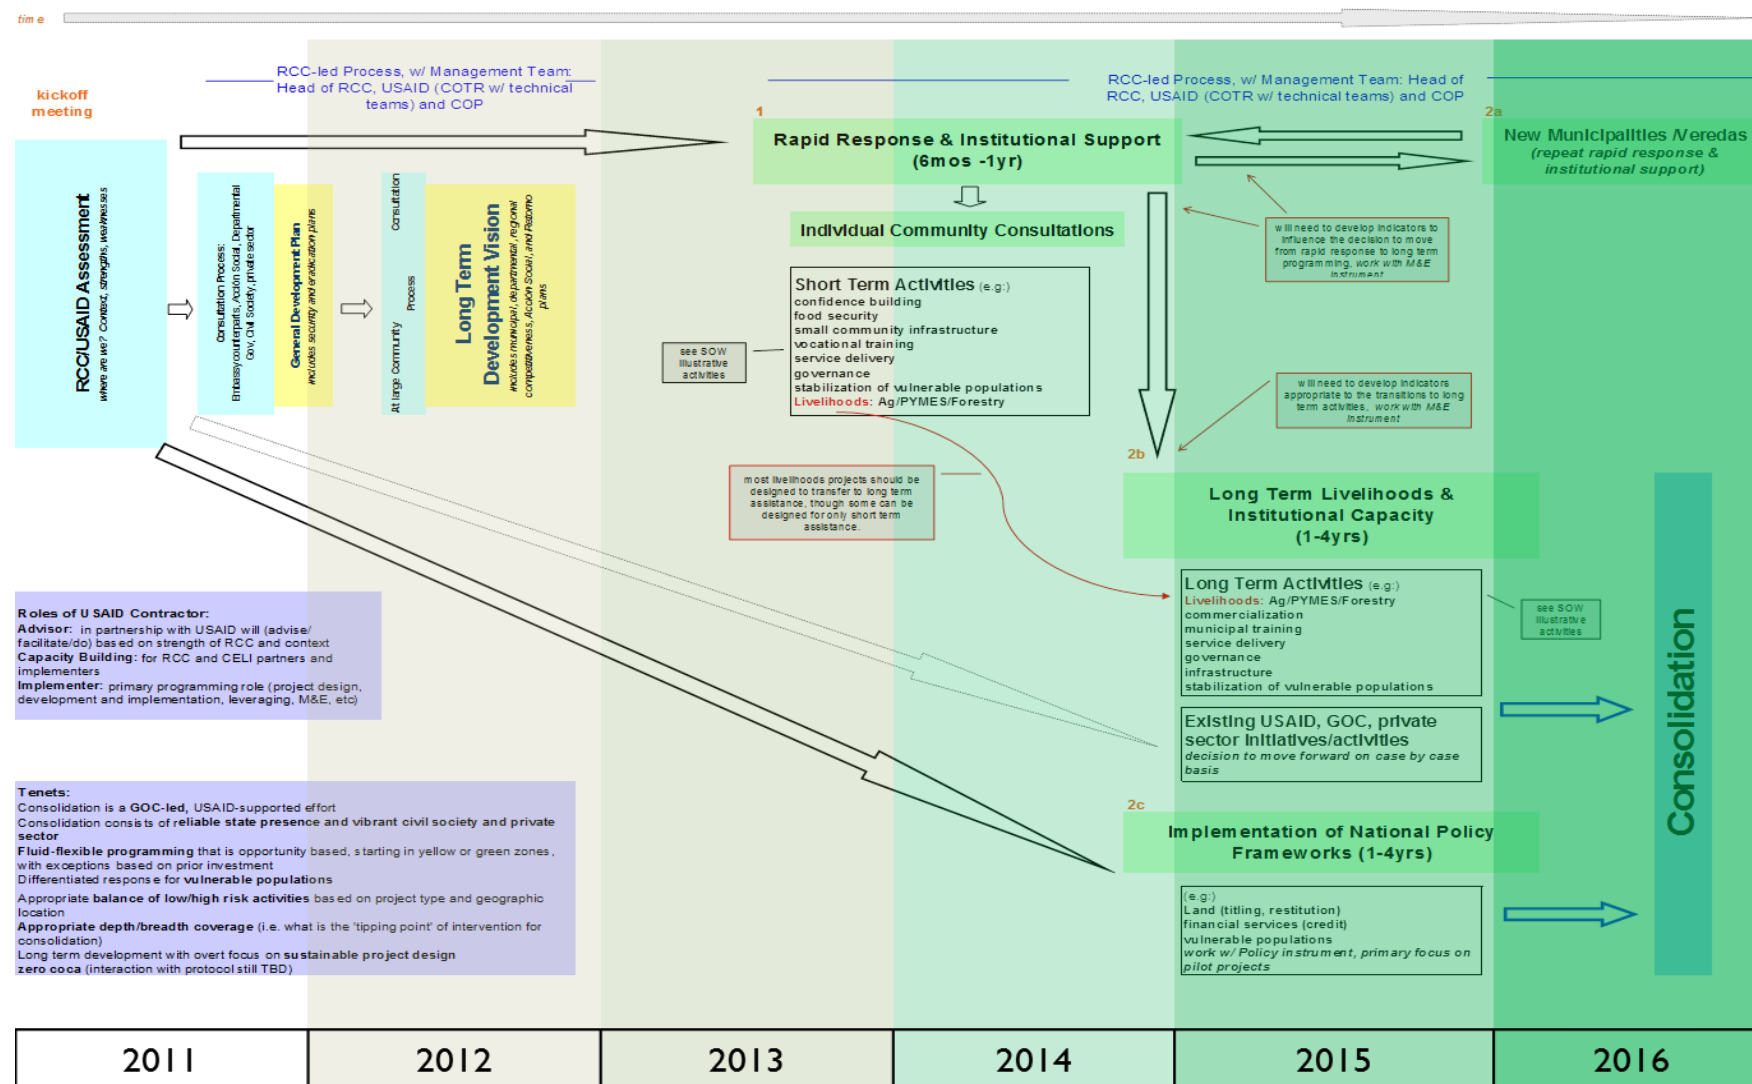 time
RCC-led Process, w/ Management Team:
Head of RCC, USAID (COTR w/ technical
teams) and COP
RCC-led Process, w/ Management Team: Head of
RCC, USAID (COTR w/ technical teams) and COP
kickoff
meeting
RCC/USAID Assessment
where are we? Context, strengths, weaknesses
Consultation Process:
Embassy counterparts, Acción Social, Departmental
Gov, Civil Society, private sector
General Development Plan
includes security and eradication plans
At large Community Process Consultation
Long Term
Development Vision
includes municipal, departmental, regional
competitiveness, Acción Social, and Retorno
plans
1
Rapid Response & Institutional Support
(6mos -1yr)
Individual Community Consultations
Short Term Activities (e.g.:)
confidence building
food security
small community infrastructure
vocational training
service delivery
governance
stabilization of vulnerable populations
Livelihoods: Ag/PYMES/Forestry
see SOW
illustrative
activities
2a
New Municipalities /Veredas
(repeat rapid response &
institutional support)
will need to develop indicators to
influence the decision to move
from rapid response to long term
programming, work with M&E
instrument
will need to develop indicators
appropriate to the transitions to long
term activities, work with M&E
instrument
most livelihoods projects should be
designed to transfer to long term
assistance, though some can be
designed for only short term
assistance.
2b
Long Term Livelihoods &
Institutional Capacity
(1-4yrs)
Long Term Activities (e.g:)
Livelihoods: Ag/PYMES/Forestry
commercialization
municipal training
service delivery
governance
infrastructure
stabilization of vulnerable populations
see SOW
illustrative
activities
Existing USAID, GOC, private
sector initiatives/activities
decision to move forward on case by case
basis
2c
Implementation of National Policy
Frameworks (1-4yrs)
(e.g:)
Land (titling, restitution)
financial services (credit)
vulnerable populations
work w/ Policy instrument, primary focus on
pilot projects
Consolidation
Roles of USAID Contractor:
Advisor: in partnership with USAID will (advise/
facilitate/do) based on strength of RCC and context
Capacity Building: for RCC and CELI partners and
implementers
Implementer: primary programming role (project design,
development and implementation, leveraging, M&E, etc)
Tenets:
Consolidation is a GOC-led, USAID-supported effort
Consolidation consists of reliable state presence and vibrant civil society and private
sector
Fluid-flexible programming that is opportunity based, starting in yellow or green zones,
with exceptions based on prior investment
Differentiated response for vulnerable populations
Appropriate balance of low/high risk activities based on project type and geographic
location
Appropriate depth/breadth coverage (i.e. what is the 'tipping point' of intervention for
consolidation)
Long term development with overt focus on sustainable project design
zero coca (interaction with protocol still TBD)
2011
2012
2013
2014
2015
2016